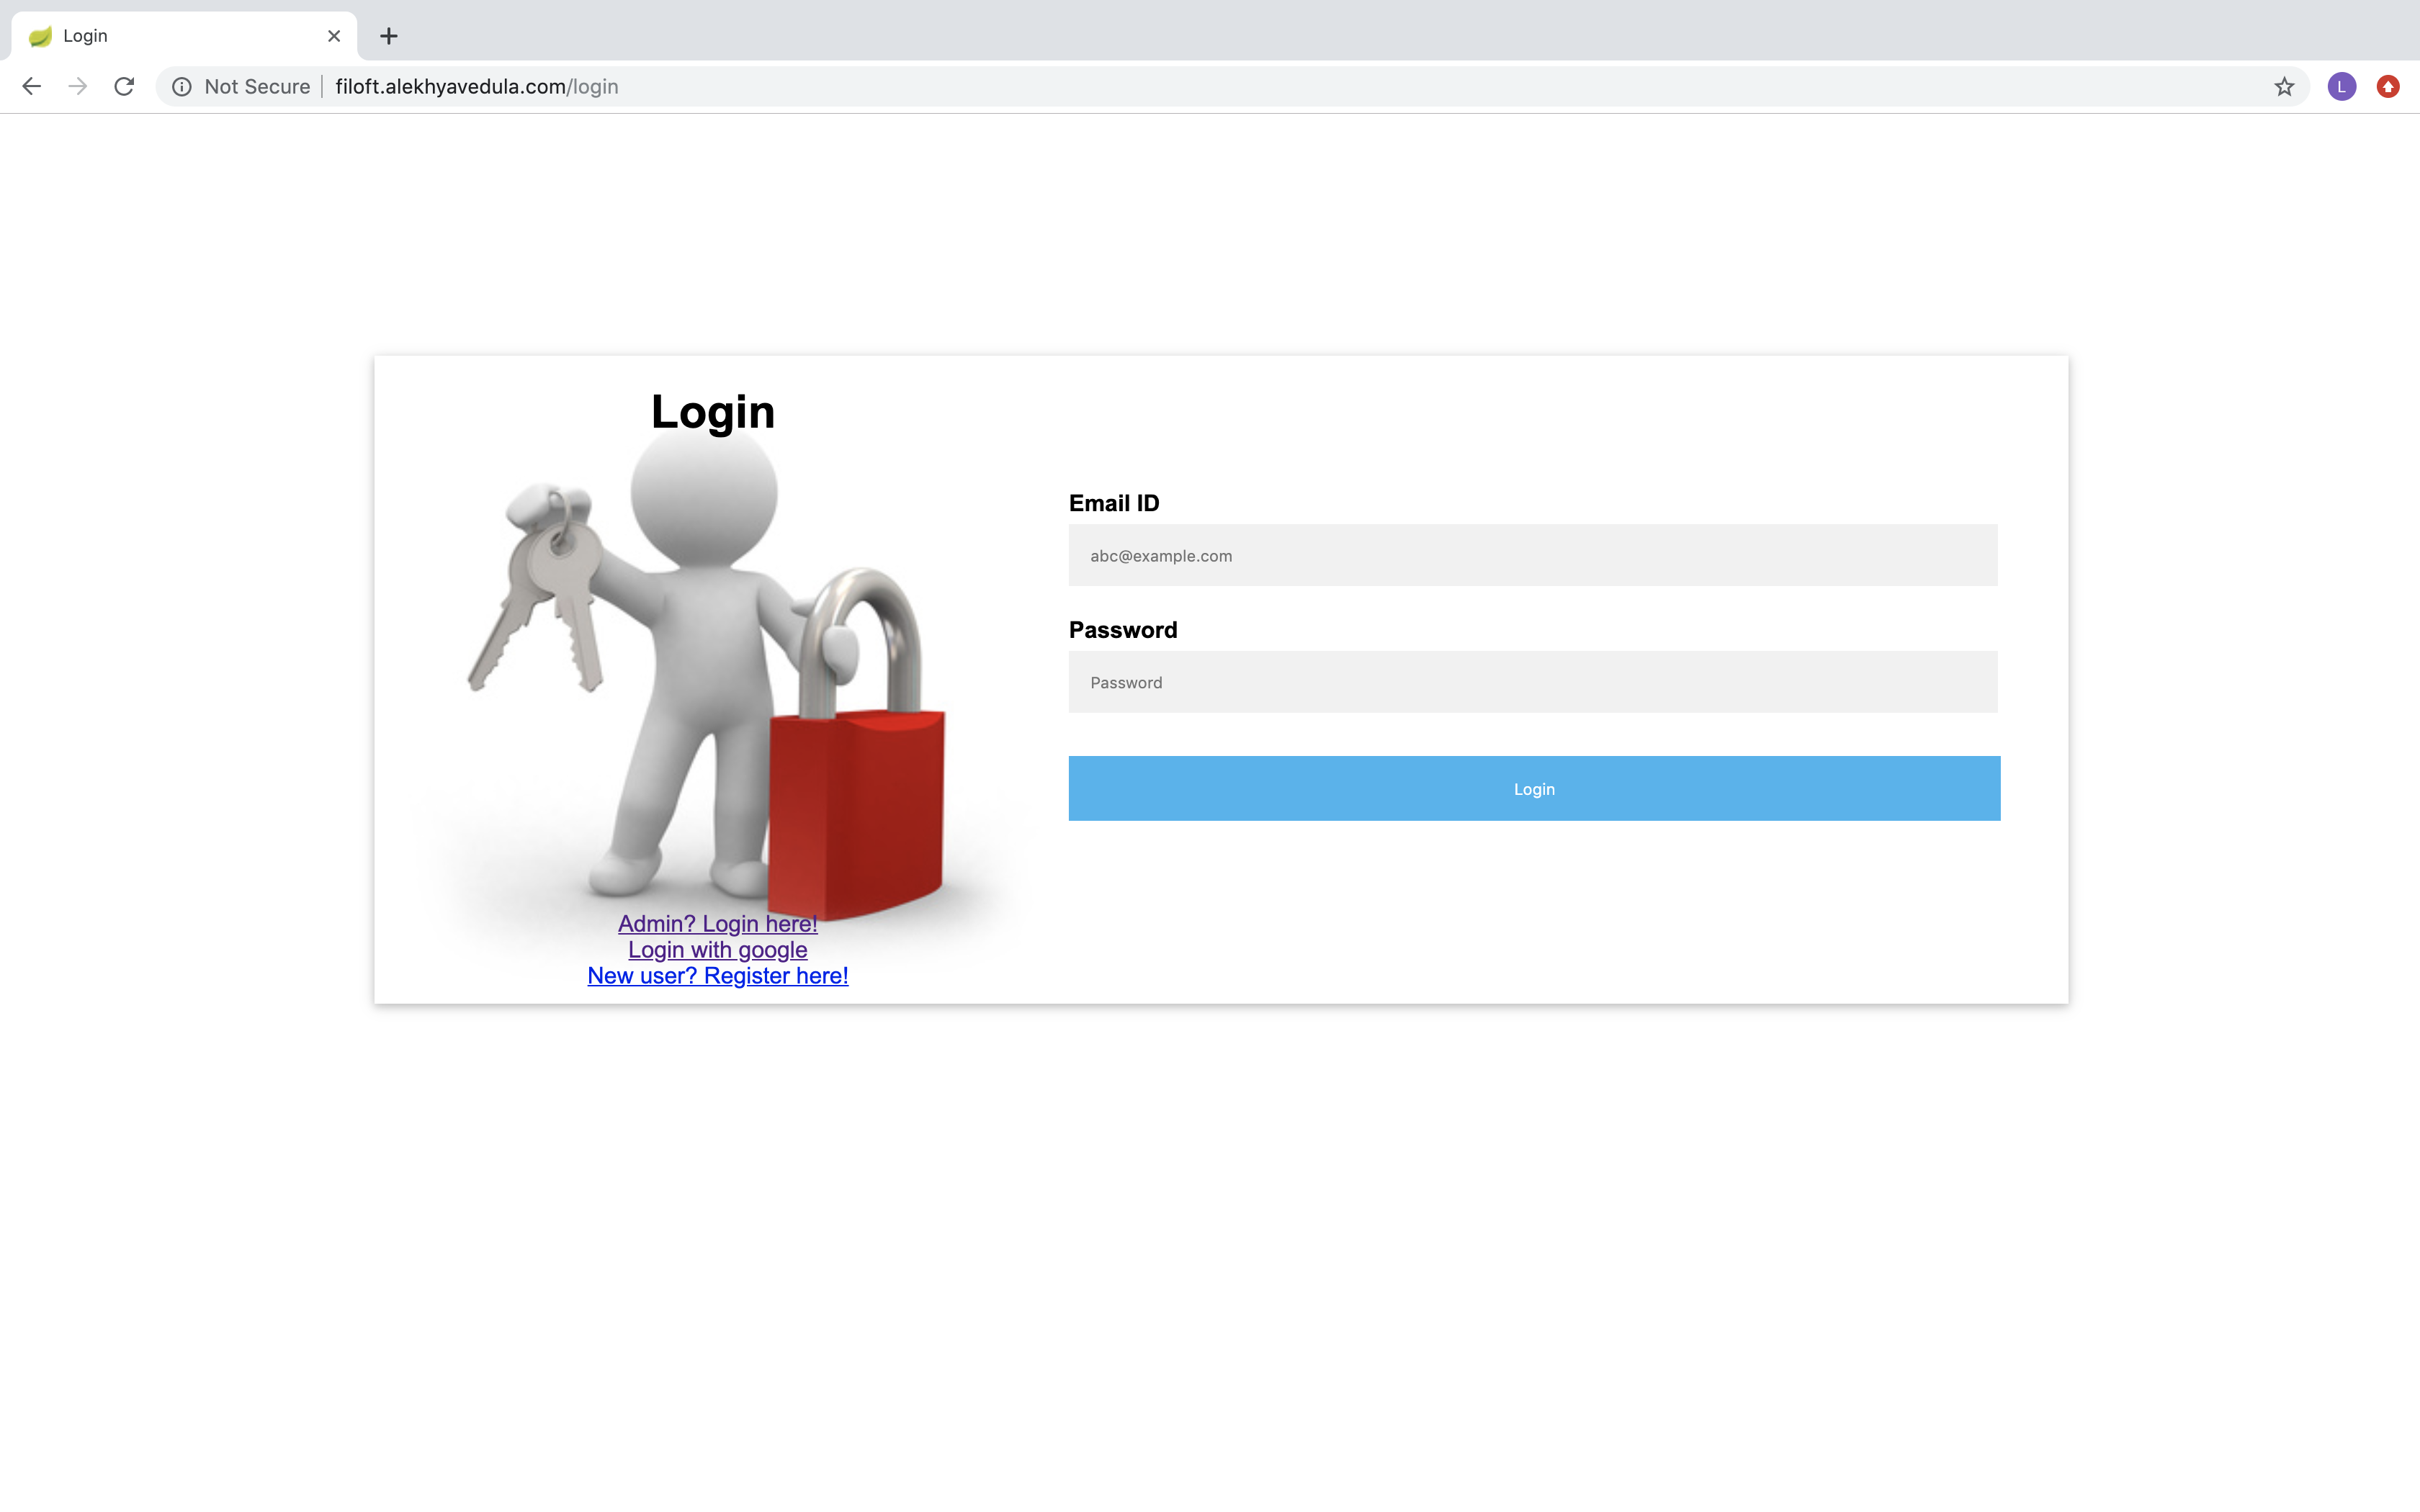 Login
Not Secure filoft.alekhyavedula.com/login
L
Login
Email ID
abc@example.com
Password
Password
Login
Admin? Login here!
Login with google
New user? Register here!